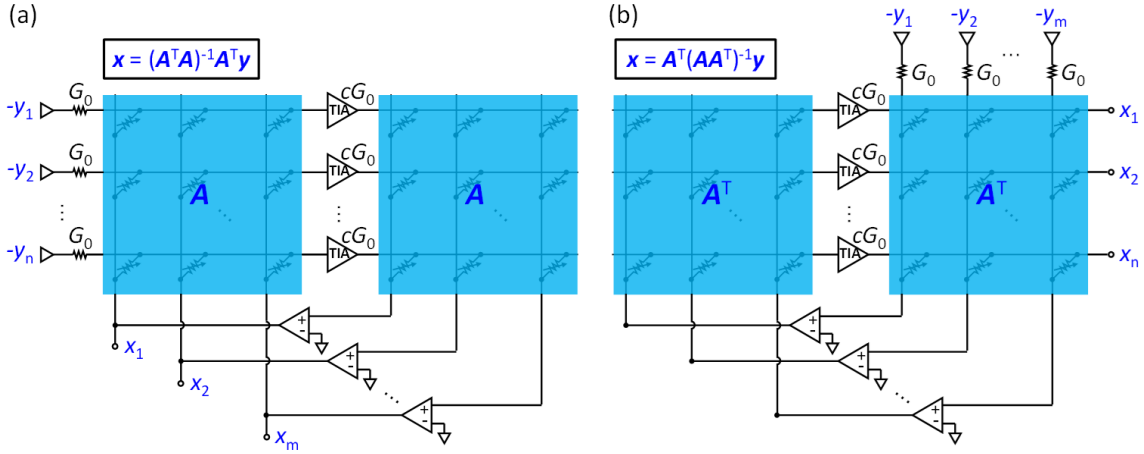 (a)
x = (AᵀA)⁻¹Aᵀy
G₀
cG₀
-y₁
TIA
G₀
cG₀
-y₂
TIA
A
A
⋮
⋱
⋮
⋱
G₀
cG₀
-yₙ
TIA
+
-
x₁
+
-
x₂
⋱
+
-
xₘ
(b)
-y₁
-y₂
-yₘ
x = Aᵀ(AAᵀ)⁻¹y
⋯
G₀
G₀
G₀
cG₀
TIA
x₁
cG₀
TIA
x₂
Aᵀ
Aᵀ
⋱
⋮
⋱
⋮
cG₀
TIA
xₙ
+
-
+
-
⋱
+
-